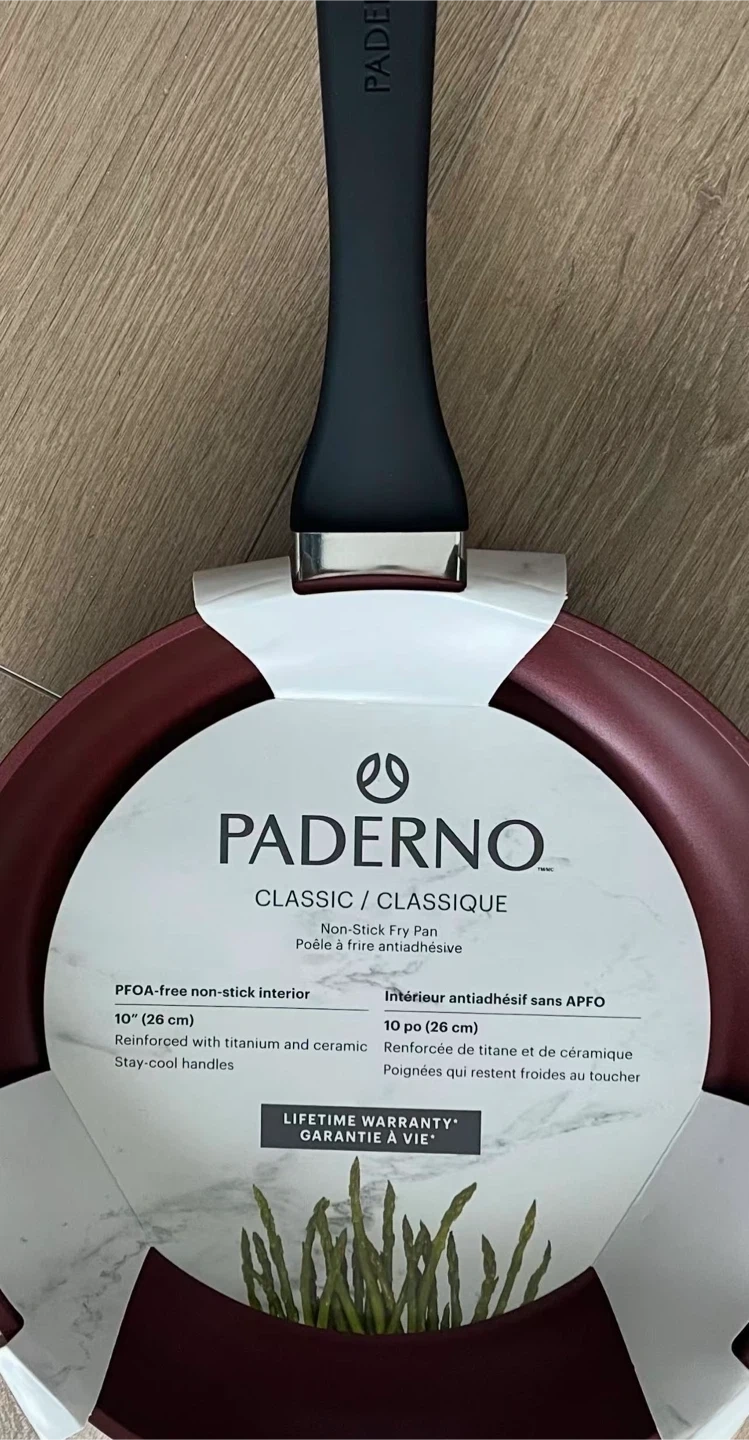 PADE
PADERNO
CLASSIC / CLASSIQUE
Non-Stick Fry Pan
Poêle à frire antiadhésive
PFOA-free non-stick interior
10” (26 cm)
Reinforced with titanium and ceramic
Stay-cool handles
Intérieur antiadhésif sans APFO
10 po (26 cm)
Renforcée de titane et de céramique
Poignées qui restent froides au toucher
LIFETIME WARRANTY*
GARANTIE À VIE*